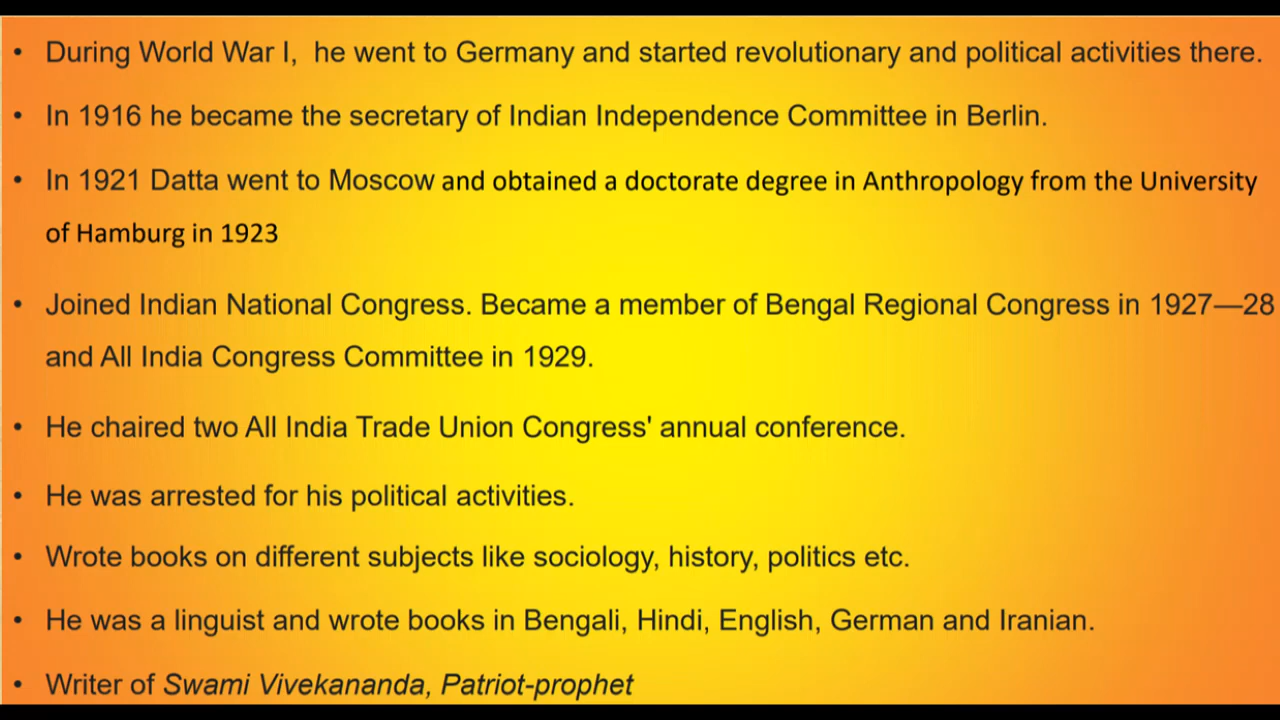 • During World War I, he went to Germany and started revolutionary and political activities there.
• In 1916 he became the secretary of Indian Independence Committee in Berlin.
• In 1921 Datta went to Moscow and obtained a doctorate degree in Anthropology from the University
of Hamburg in 1923
• Joined Indian National Congress. Became a member of Bengal Regional Congress in 1927—28
and All India Congress Committee in 1929.
• He chaired two All India Trade Union Congress' annual conference.
• He was arrested for his political activities.
• Wrote books on different subjects like sociology, history, politics etc.
• He was a linguist and wrote books in Bengali, Hindi, English, German and Iranian.
• Writer of Swami Vivekananda, Patriot-prophet